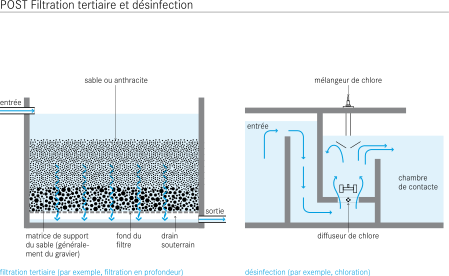 POST Filtration tertiaire et désinfection
sable ou anthracite
mélangeur de chlore
entrée
entrée
chambre
de contacte
sortie
matrice de support
du sable (générale-
ment du gravier)
fond du
filtre
drain
souterrain
diffuseur de chlore
filtration tertiaire (par exemple, filtration en profondeur)
désinfection (par exemple, chloration)